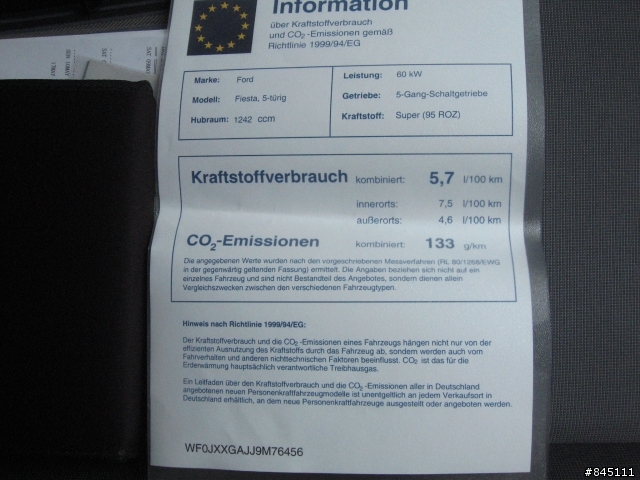 Information
über Kraftstoffverbrauch
und CO2 -Emissionen gemäß
Richtlinie 1999/94/EG
Marke: Ford
Modell: Fiesta, 5-türig
Hubraum: 1242 ccm
Leistung: 60 kW
Getriebe: 5-Gang-Schaltgetriebe
Kraftstoff: Super (95 ROZ)
Kraftstoffverbrauch kombiniert: 5,7 l/100 km
innerorts: 7,5 l/100 km
außerorts: 4,6 l/100 km
CO2-Emissionen kombiniert: 133 g/km
Die angegebenen Werte wurden nach den vorgeschriebenen Messverfahren (RL 80/1268/EWG
in der gegenwärtig geltenden Fassung) ermittelt. Die Angaben beziehen sich nicht auf ein
einzelnes Fahrzeug und sind nicht Bestandteil des Angebotes, sondern dienen allein
Vergleichszwecken zwischen den verschiedenen Fahrzeugtypen.
Hinweis nach Richtlinie 1999/94/EG:
Der Kraftstoffverbrauch und die CO2 -Emissionen eines Fahrzeugs hängen nicht nur von der
effizienten Ausnutzung des Kraftstoffs durch das Fahrzeug ab, sondern werden auch vom
Fahrverhalten und anderen nichttechnischen Faktoren beeinflusst. CO2 ist das für die
Erderwärmung hauptsächlich verantwortliche Treibhausgas.
Ein Leitfaden über den Kraftstoffverbrauch und die CO2 -Emissionen aller in Deutschland
angebotenen neuen Personenkraftfahrzeugmodelle ist unentgeltlich an jedem Verkaufsort in
Deutschland erhältlich, an dem neue Personenkraftfahrzeuge ausgestellt oder angeboten werden.
WF0JXXGAJJ9M76456
#845111